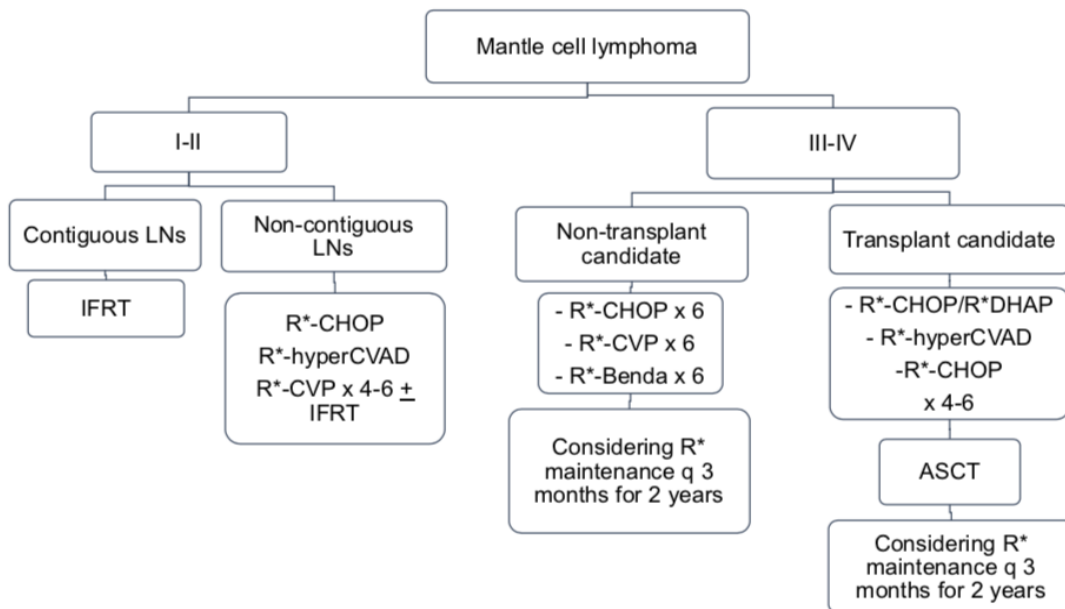 Mantle cell lymphoma
I-II
III-IV
Contiguous LNs
Non-contiguous
LNs
Non-transplant
candidate
Transplant candidate
IFRT
R*-CHOP
R*-hyperCVAD
R*-CVP x 4-6 ±
IFRT
- R*-CHOP x 6
- R*-CVP x 6
- R*-Benda x 6
- R*-CHOP/R*DHAP
- R*-hyperCVAD
-R*-CHOP
x 4-6
Considering R*
maintenance q 3
months for 2 years
ASCT
Considering R*
maintenance q 3
months for 2 years